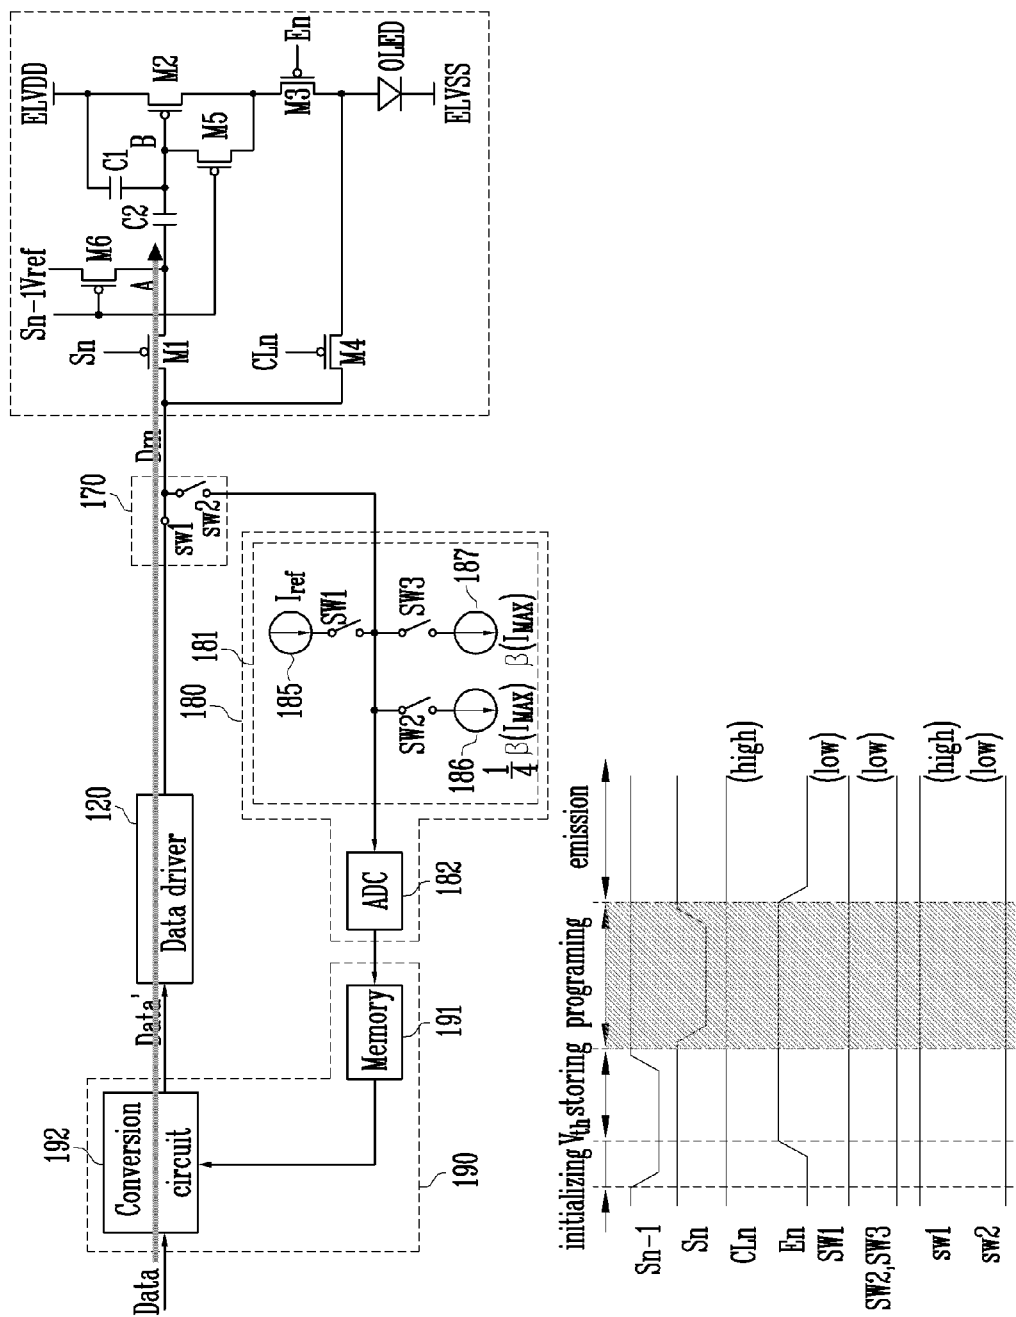 ELVDD
M2
En
OLED
M3
ELVSS
B
C1
M5
C2
M6
Sn-1
Vref
A
Sn
M1
CLn
M4
Dm
170
sw1
sw2
Iref
SW1
SW3
187
181
185
180
SW2
186
β(IMAX)
1/4 β(IMAX)
120
Data driver
ADC
182
Data'
Memory
191
192
Conversion circuit
190
Data
initializing
Vth storing
programing
emission
Sn-1
Sn
CLn
(high)
En
SW1
(low)
SW2,SW3
(low)
sw1
(high)
sw2
(low)